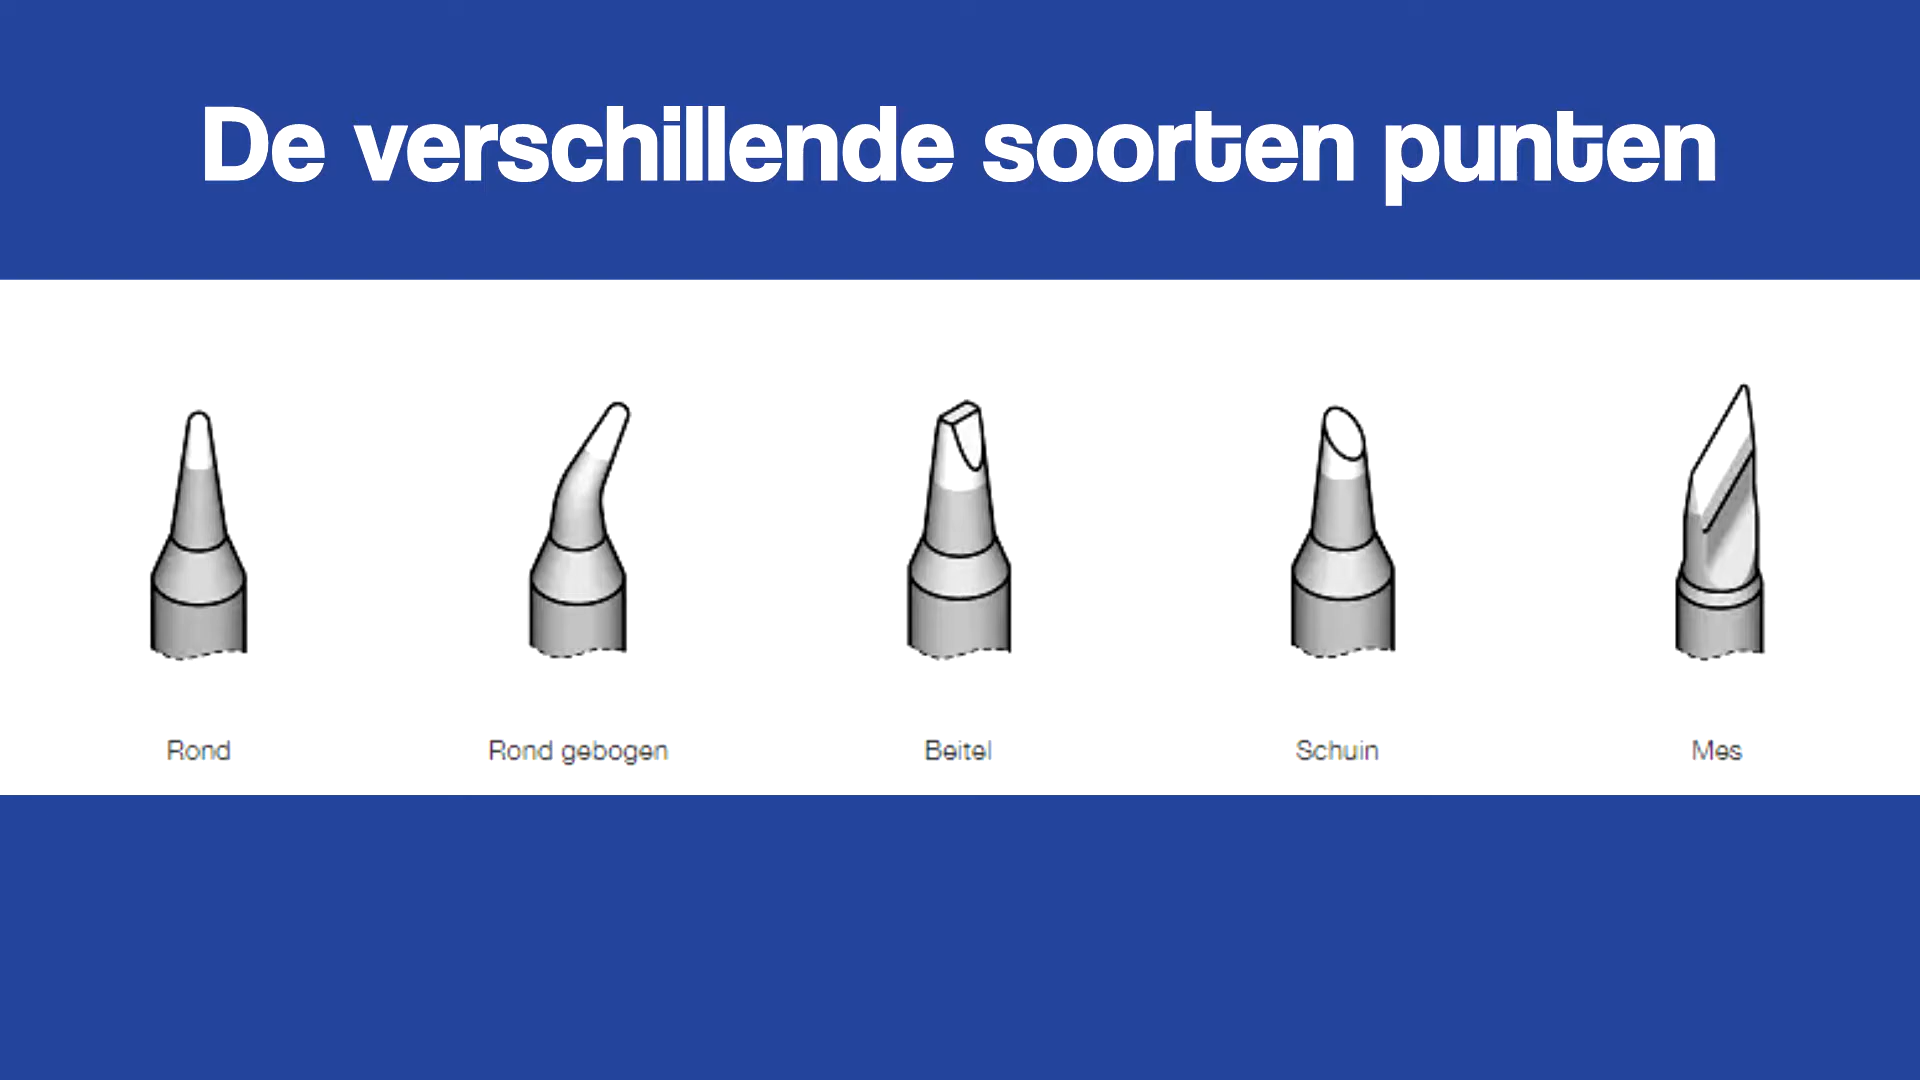 De verschillende soorten punten
Rond
Rond gebogen
Beitel
Schuin
Mes